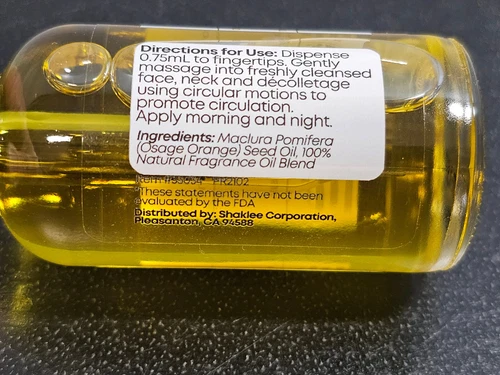 Directions for Use: Dispense
0.75mL to fingertips. Gently
massage into freshly cleansed
face, neck and décolletage
using circular motions to
promote circulation.
Apply morning and night.
Ingredients: Maclura Pomifera
(Osage Orange) Seed Oil, 100%
Natural Fragrance Oil Blend
*These statements have not been
evaluated by the FDA
Distributed by: Shaklee Corporation,
Pleasanton, CA 94588